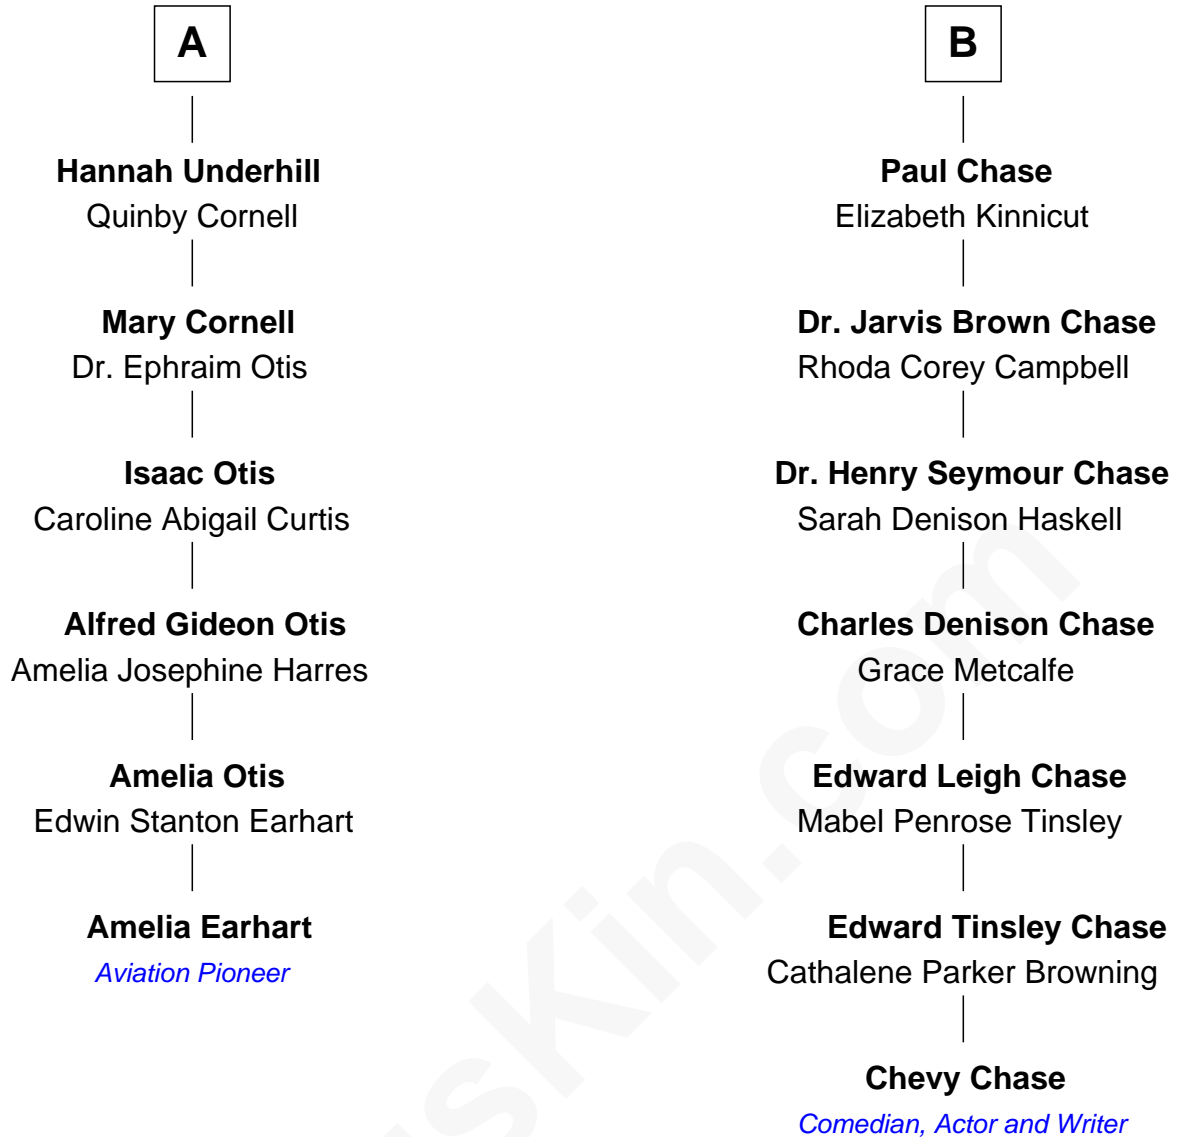 A
Hannah Underhill
Quinby Cornell
Mary Cornell
Dr. Ephraim Otis
Isaac Otis
Caroline Abigail Curtis
Alfred Gideon Otis
Amelia Josephine Harres
Amelia Otis
Edwin Stanton Earhart
Amelia Earhart
Aviation Pioneer
B
Paul Chase
Elizabeth Kinnicut
Dr. Jarvis Brown Chase
Rhoda Corey Campbell
Dr. Henry Seymour Chase
Sarah Denison Haskell
Charles Denison Chase
Grace Metcalfe
Edward Leigh Chase
Mabel Penrose Tinsley
Edward Tinsley Chase
Cathalene Parker Browning
Chevy Chase
Comedian, Actor and Writer